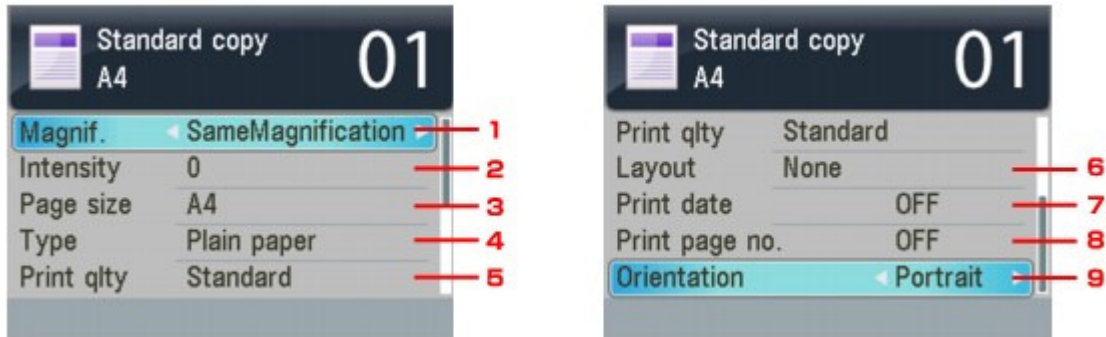 Standard copy
A4
01
Magnif. SameMagnification 1
Intensity 0 2
Page size A4 3
Type Plain paper 4
Print qlty Standard 5
Standard copy
A4
01
Print qlty Standard
Layout None 6
Print date OFF 7
Print page no. OFF 8
Orientation Portrait 9